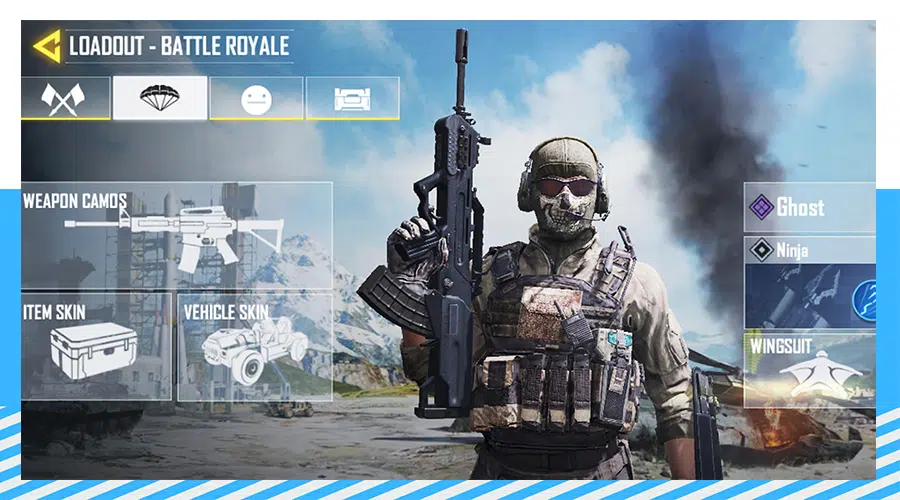 LOADOUT - BATTLE ROYALE
WEAPON CAMOS
ITEM SKIN
VEHICLE SKIN
Ghost
Ninja
WINGSUIT